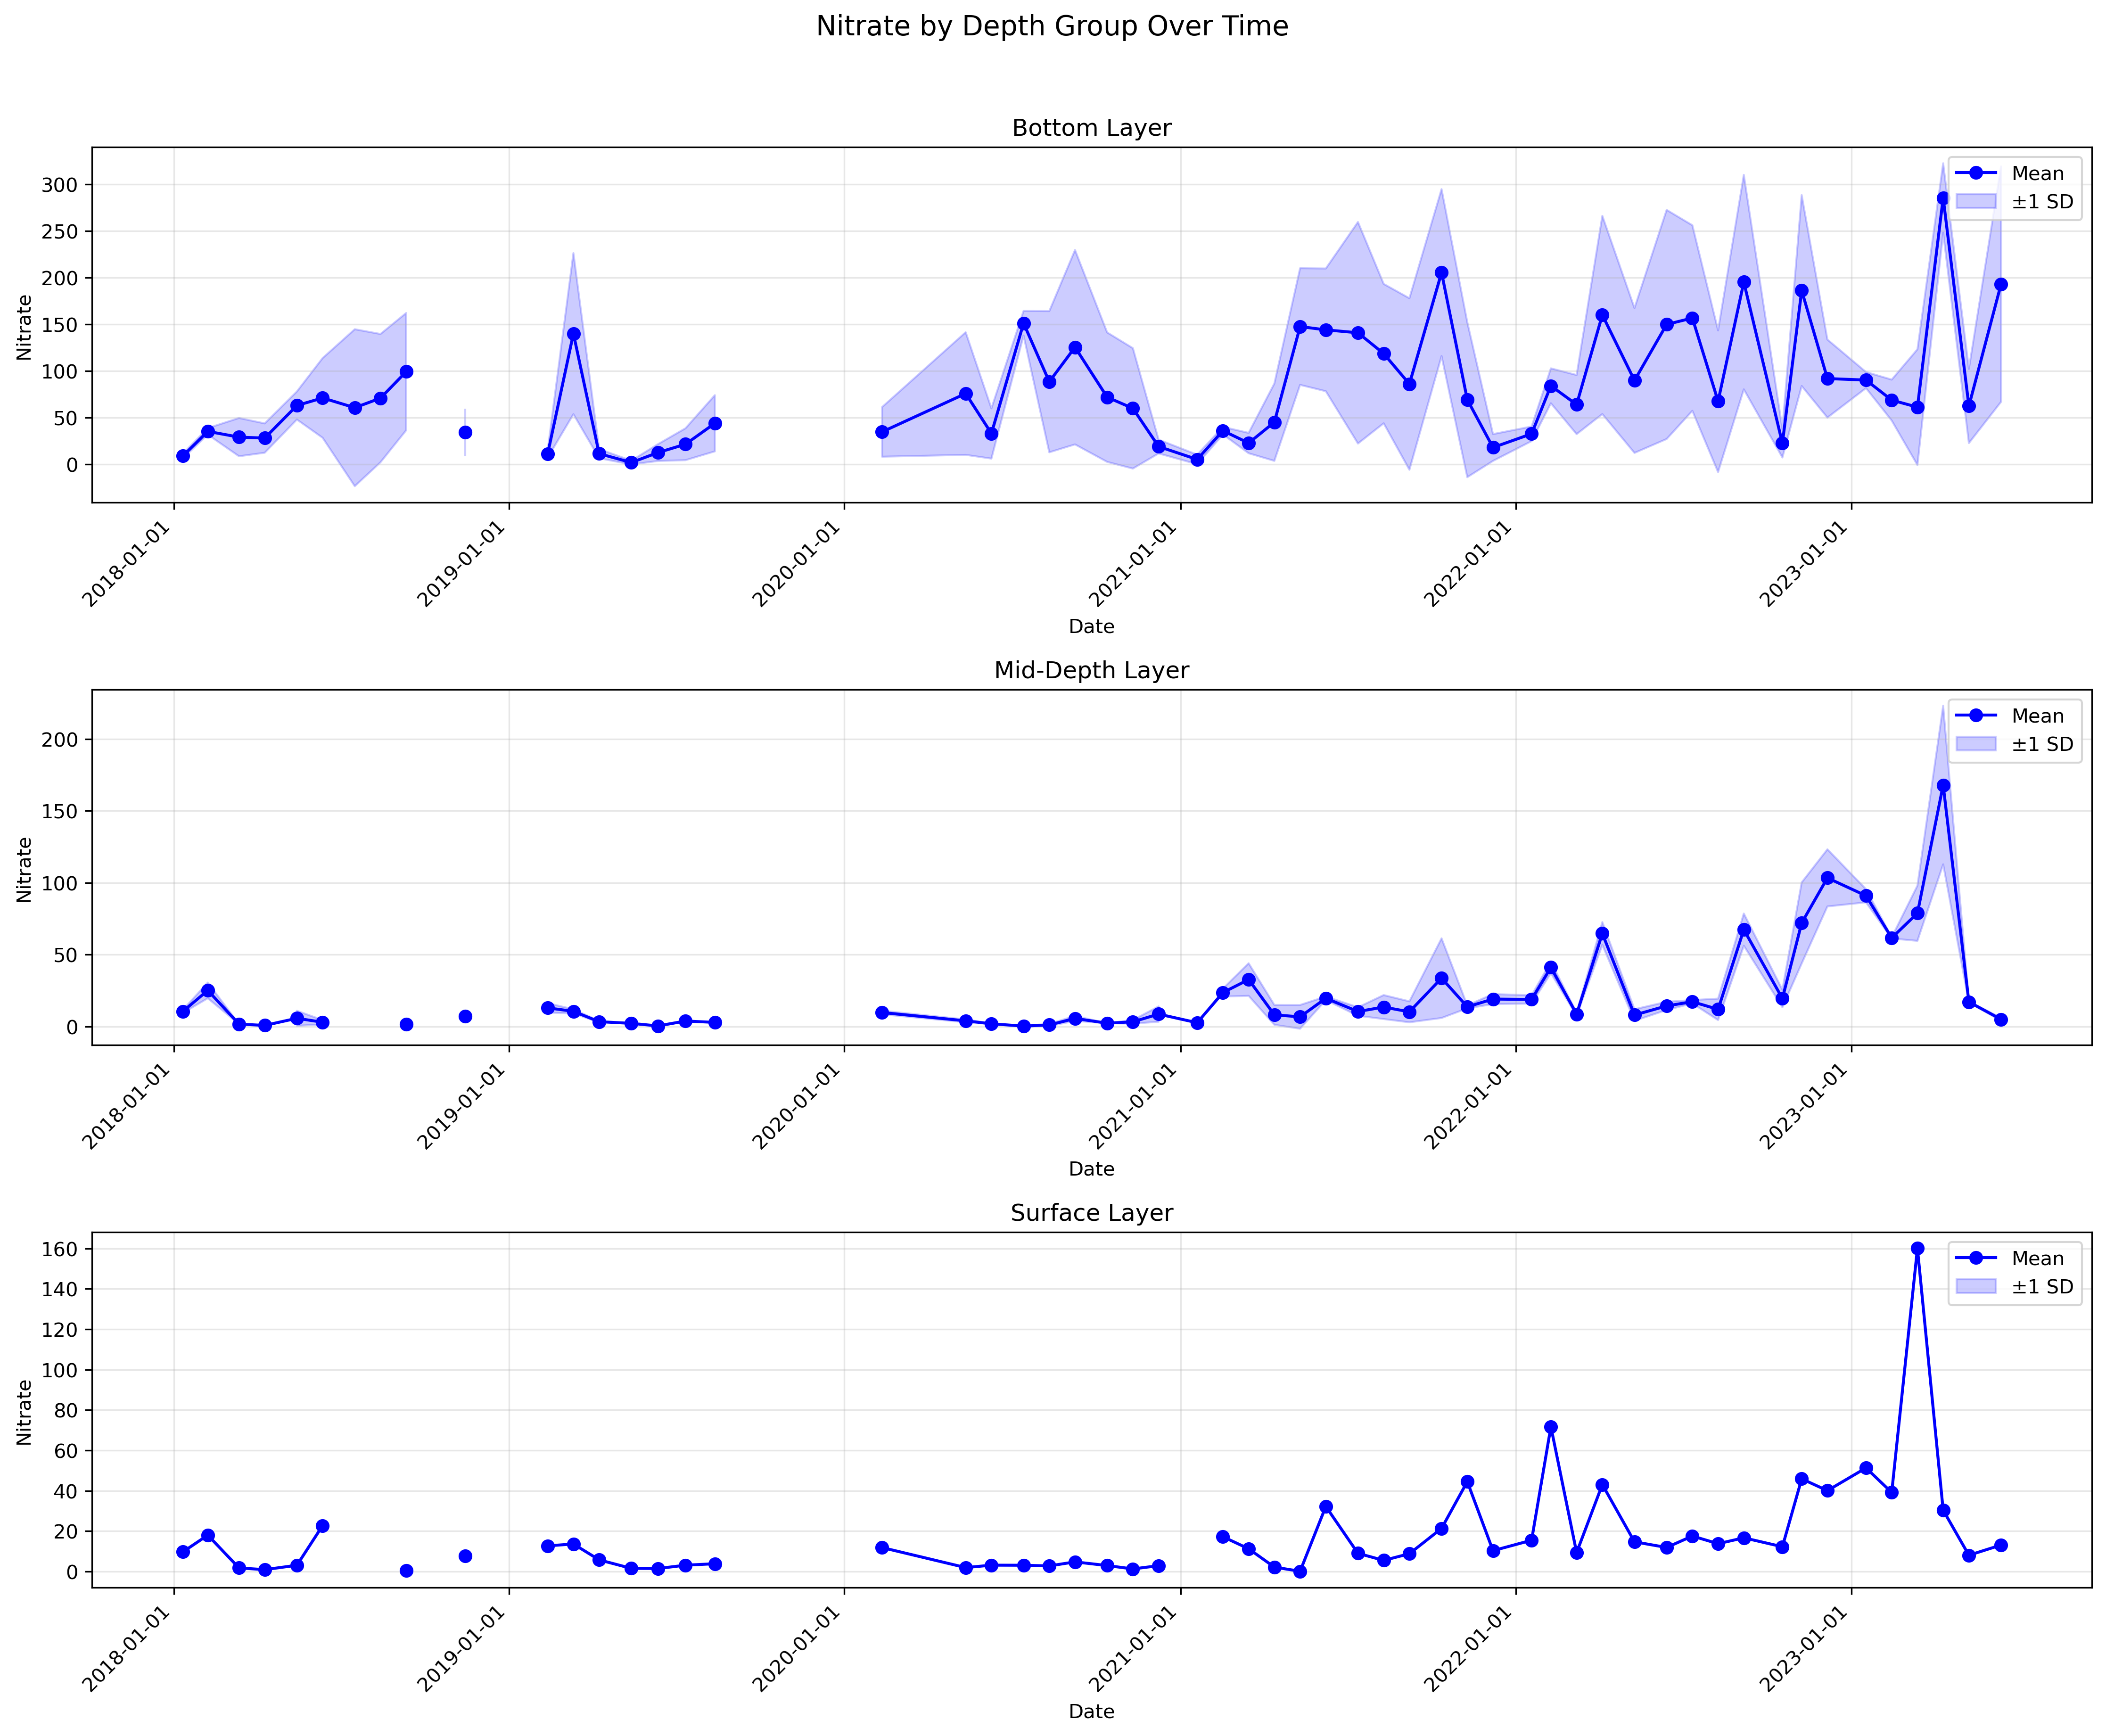 Nitrate by Depth Group Over Time
Bottom Layer
Nitrate
300
250
200
150
100
50
0
Mean
±1 SD
2018-01-01
2019-01-01
2020-01-01
2021-01-01
2022-01-01
2023-01-01
Date
Mid-Depth Layer
Nitrate
200
150
100
50
0
Mean
±1 SD
2018-01-01
2019-01-01
2020-01-01
2021-01-01
2022-01-01
2023-01-01
Date
Surface Layer
Nitrate
160
140
120
100
80
60
40
20
0
Mean
±1 SD
2018-01-01
2019-01-01
2020-01-01
2021-01-01
2022-01-01
2023-01-01
Date